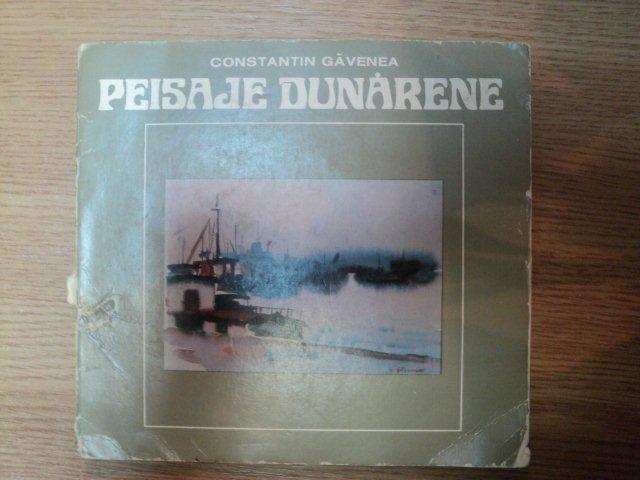 CONSTANTIN GĂVENEA
PEISAJE DUNĂRENE